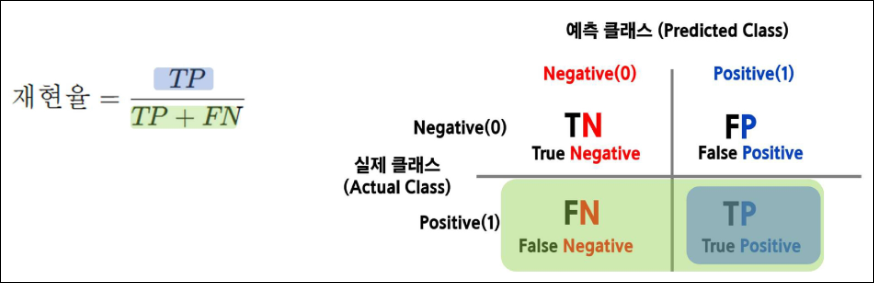 예측 클래스 (Predicted Class)
Negative(0) Positive(1)
재현율 = TP / TP + FN
Negative(0) TN FP
True Negative False Positive
실제 클래스
(Actual Class)
Positive(1) FN TP
False Negative True Positive